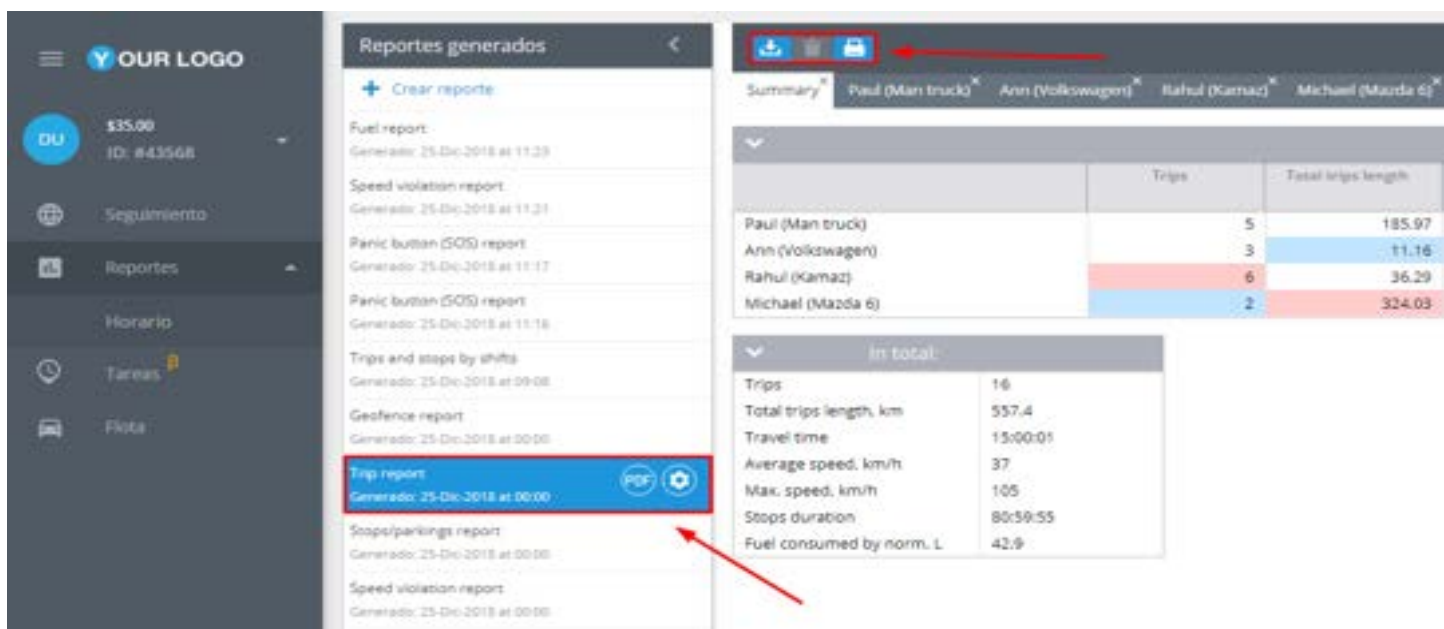 YOUR LOGO
$35.00
ID: #43568
DU
Seguimiento
Reportes
Horario
Tareas β
Flota
Reportes generados
Crear reporte
Fuel report
Generado: 25-Dic-2018 at 11:23
Speed violation report
Generado: 25-Dic-2018 at 11:21
Panic button (SOS) report
Generado: 25-Dic-2018 at 11:17
Panic button (SOS) report
Generado: 25-Dic-2018 at 11:16
Trips and stops by shifts
Generado: 25-Dic-2018 at 09:08
Geofence report
Generado: 25-Dic-2018 at 00:00
Trip report
Generado: 25-Dic-2018 at 00:00
PDF
Stops/parkings report
Generado: 25-Dic-2018 at 00:00
Speed violation report
Generado: 25-Dic-2018 at 00:00
Summary Paul (Man truck) Ann (Volkswagen) Rahul (Kamaz) Michael (Mazda 6)
Trips Total trips length
Paul (Man truck) 5 185.97
Ann (Volkswagen) 3 11.16
Rahul (Kamaz) 6 36.29
Michael (Mazda 6) 2 324.03
In total:
Trips 16
Total trips length, km 557.4
Travel time 15:00:01
Average speed, km/h 37
Max. speed, km/h 105
Stops duration 80:59:55
Fuel consumed by norm, L 42.9